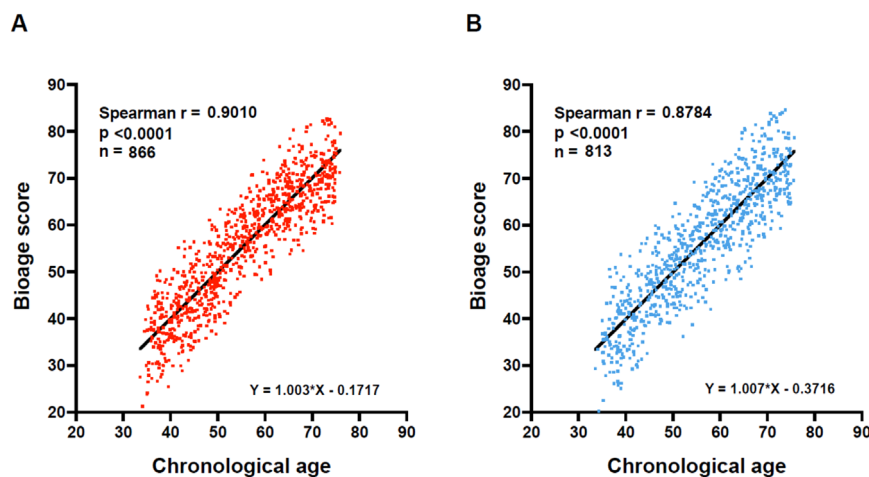 A
Bioage score
90
80
70
60
50
40
30
20
Spearman r = 0.9010
p <0.0001
n = 866
Y = 1.003*X - 0.1717
20 30 40 50 60 70 80 90
Chronological age
B
Bioage score
90
80
70
60
50
40
30
20
Spearman r = 0.8784
p <0.0001
n = 813
Y = 1.007*X - 0.3716
20 30 40 50 60 70 80 90
Chronological age